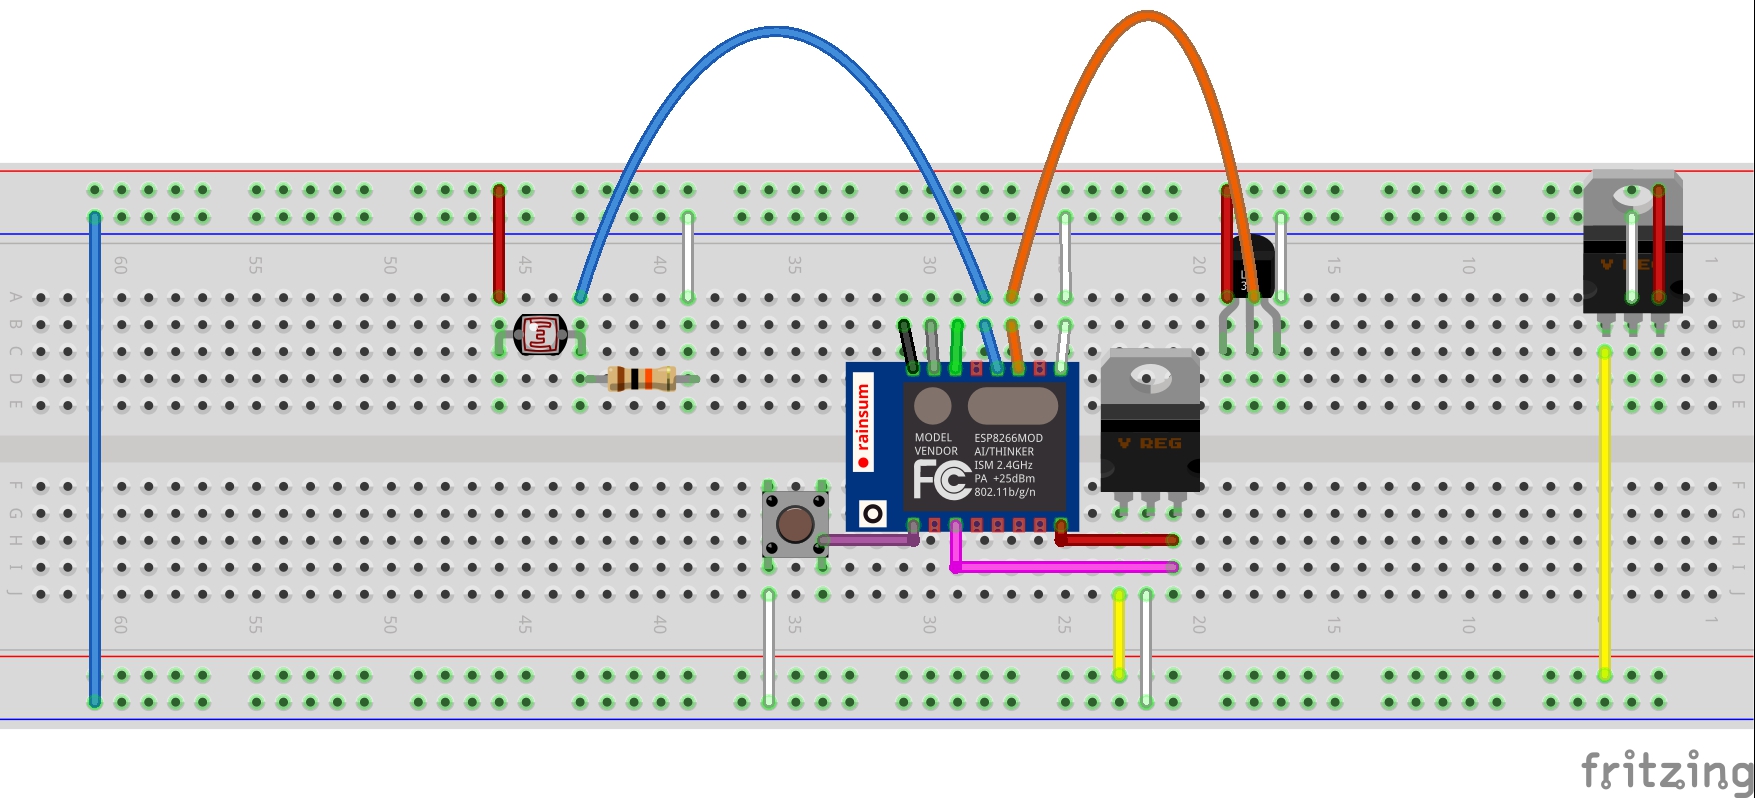 60 55 50 45 40 35 30 25 20 15 10 1
A
B
C
D
E
V REG
rainsum
MODEL
VENDOR
ESP8266MOD
AI/THINKER
ISM 2.4GHz
PA +25dBm
802.11b/g/n
FC
V REG
F
G
H
I
J
60 55 50 45 40 35 30 25 20 15 10 1
A
B
C
D
E
F
G
H
I
J
fritzing